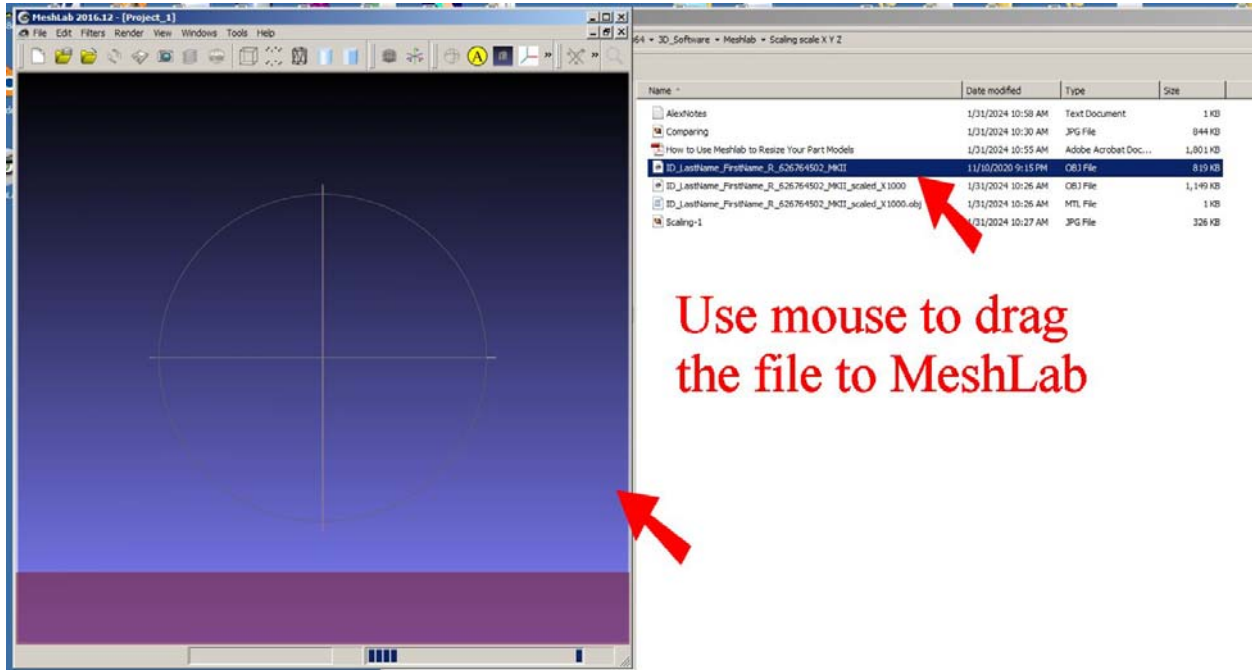 MeshLab 2016.12 - [Project_1]
File Edit Filters Render View Windows Tools Help
A
64 3D_Software Meshlab Scaling scale X Y Z
Name Date modified Type Size
AlexNotes 1/31/2024 10:58 AM Text Document 1 KB
Comparing 1/31/2024 10:30 AM JPG File 844 KB
How to Use Meshlab to Resize Your Part Models 1/31/2024 10:55 AM Adobe Acrobat Doc... 1,801 KB
ID_LastName_FirstName_R_626764502_MKII 11/10/2020 9:15 PM OBJ File 819 KB
ID_LastName_FirstName_R_626764502_MKII_scaled_X1000 1/31/2024 10:26 AM OBJ File 1,149 KB
ID_LastName_FirstName_R_626764502_MKII_scaled_X1000.obj 1/31/2024 10:26 AM MTL File 1 KB
Scaling-1 1/31/2024 10:27 AM JPG File 326 KB
Use mouse to drag
the file to MeshLab